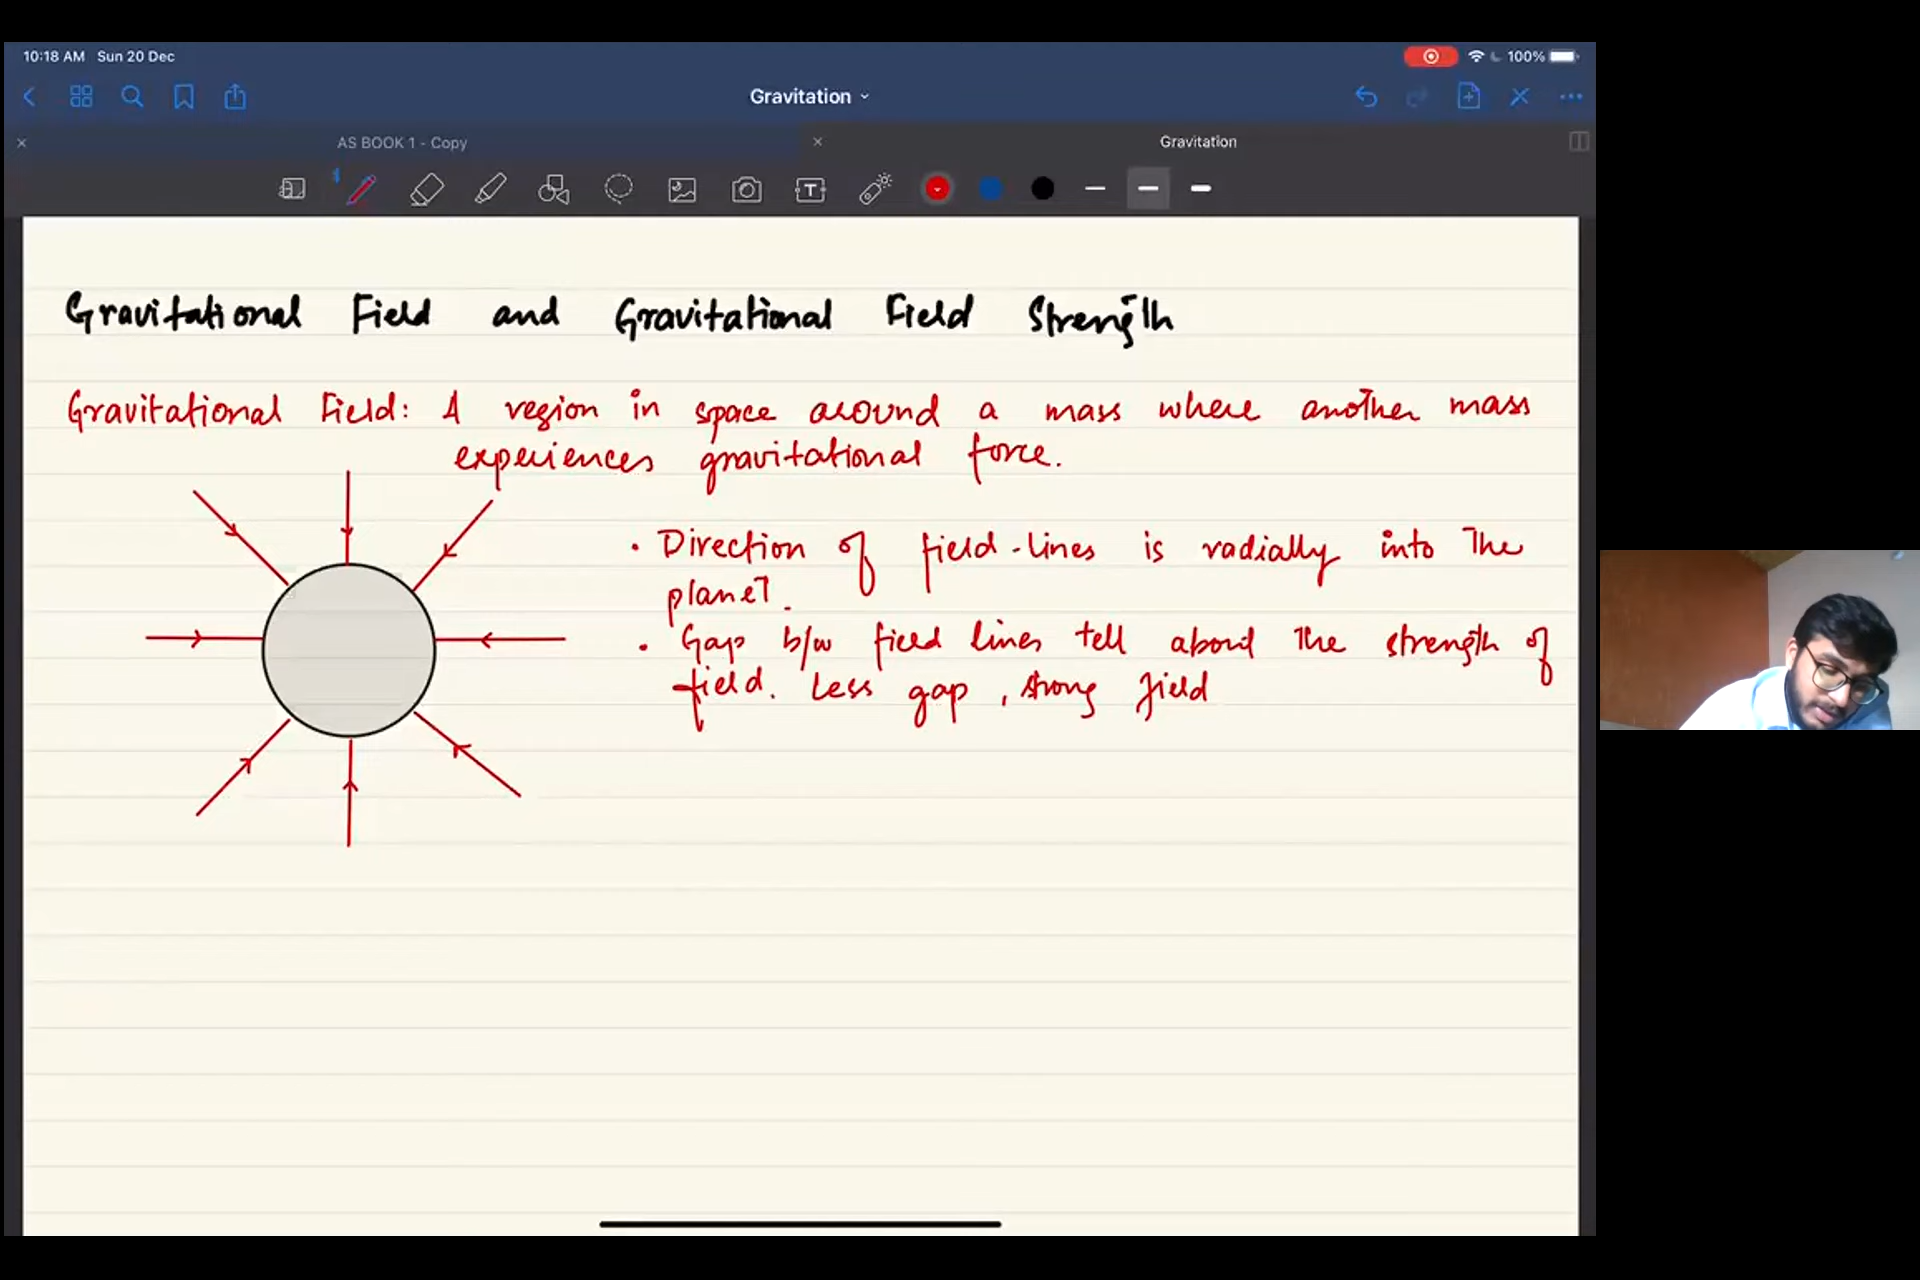 10:18 AM Sun 20 Dec
100%
Gravitation
AS BOOK 1 - Copy
Gravitation
Gravitational Field and Gravitational Field Strength
Gravitational Field: A region in space around a mass where another mass
experiences gravitational force.
• Direction of field-lines is radially into the
planet.
• Gap b/w field lines tell about the strength of
field. Less gap, strong field